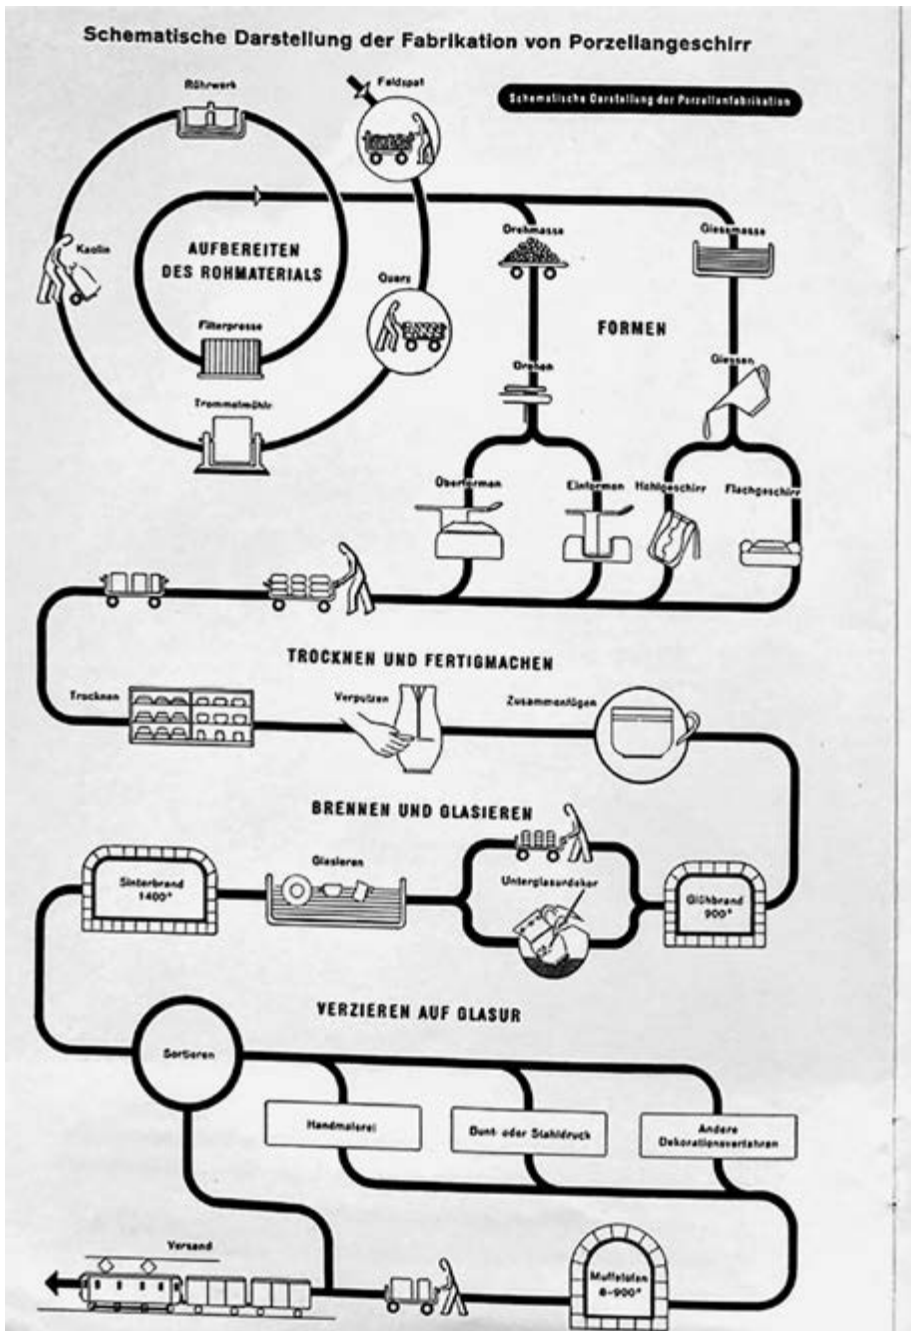 Schematische Darstellung der Fabrikation von Porzellangeschirr
Schematische Darstellung der Porzellanfabrikation
Rührwerk
Feldspat
Kaolin
AUFBEREITEN
DES ROHMATERIALS
Quarz
Filterpresse
Trommelmühle
Drehmasse
Giessmasse
FORMEN
Drehen
Giessen
Überformen
Einformen
Hohlgeschirr
Flachgeschirr
TROCKNEN UND FERTIGMACHEN
Trocknen
Verputzen
Zusammenfügen
BRENNEN UND GLASIEREN
Sinterbrand
1400°
Glasieren
Unterglasurdekor
Glühbrand
900°
VERZIEREN AUF GLASUR
Sortieren
Handmalerei
Bunt- oder Stahldruck
Andere
Dekorationsverfahren
Versand
Muffelofen
6-900°